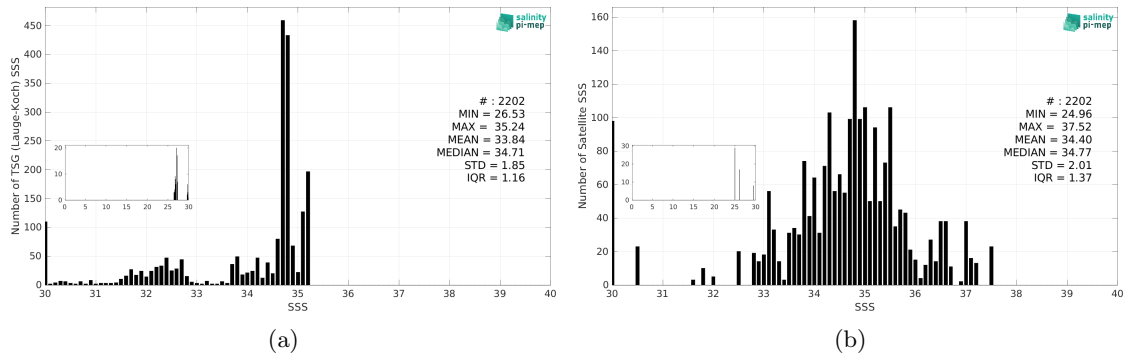 salinity
pi-mep
Number of TSG (Lauge-Koch) SSS
450
400
350
300
250
200
150
100
50
0
# : 2202
MIN = 26.53
MAX = 35.24
MEAN = 33.84
MEDIAN = 34.71
STD = 1.85
IQR = 1.16
20
10
0
0 5 10 15 20 25 30
30 31 32 33 34 35 36 37 38 39 40
SSS
(a)
salinity
pi-mep
Number of Satellite SSS
160
140
120
100
80
60
40
20
0
# : 2202
MIN = 24.96
MAX = 37.52
MEAN = 34.40
MEDIAN = 34.77
STD = 2.01
IQR = 1.37
30
20
10
0
0 5 10 15 20 25 30
30 31 32 33 34 35 36 37 38 39 40
SSS
(b)